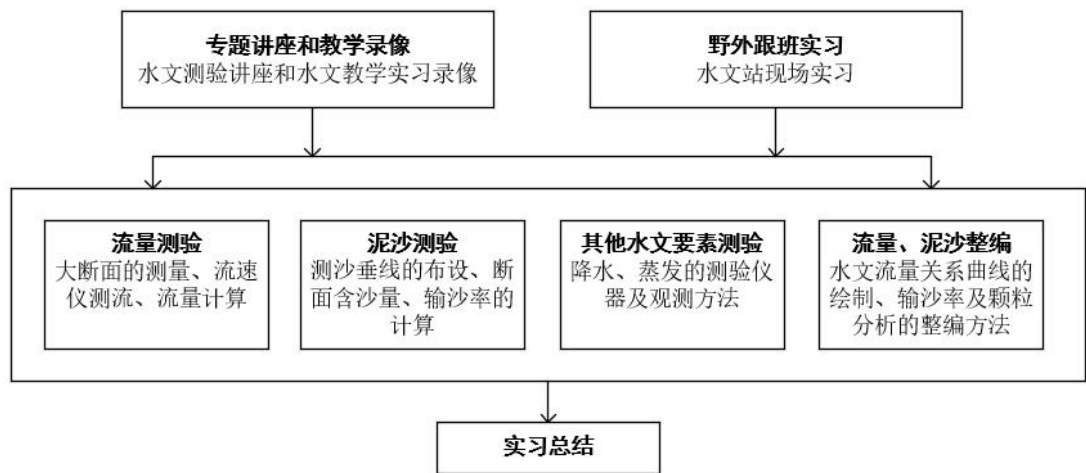 专题讲座和教学录像
水文测验讲座和水文教学实习录像
野外跟班实习
水文站现场实习
流量测验
大断面的测量、流速
仪测流、流量计算
泥沙测验
测沙垂线的布设、断
面含沙量、输沙率的
计算
其他水文要素测验
降水、蒸发的测验仪
器及观测方法
流量、泥沙整编
水文流量关系曲线的
绘制、输沙率及颗粒
分析的整编方法
实习总结